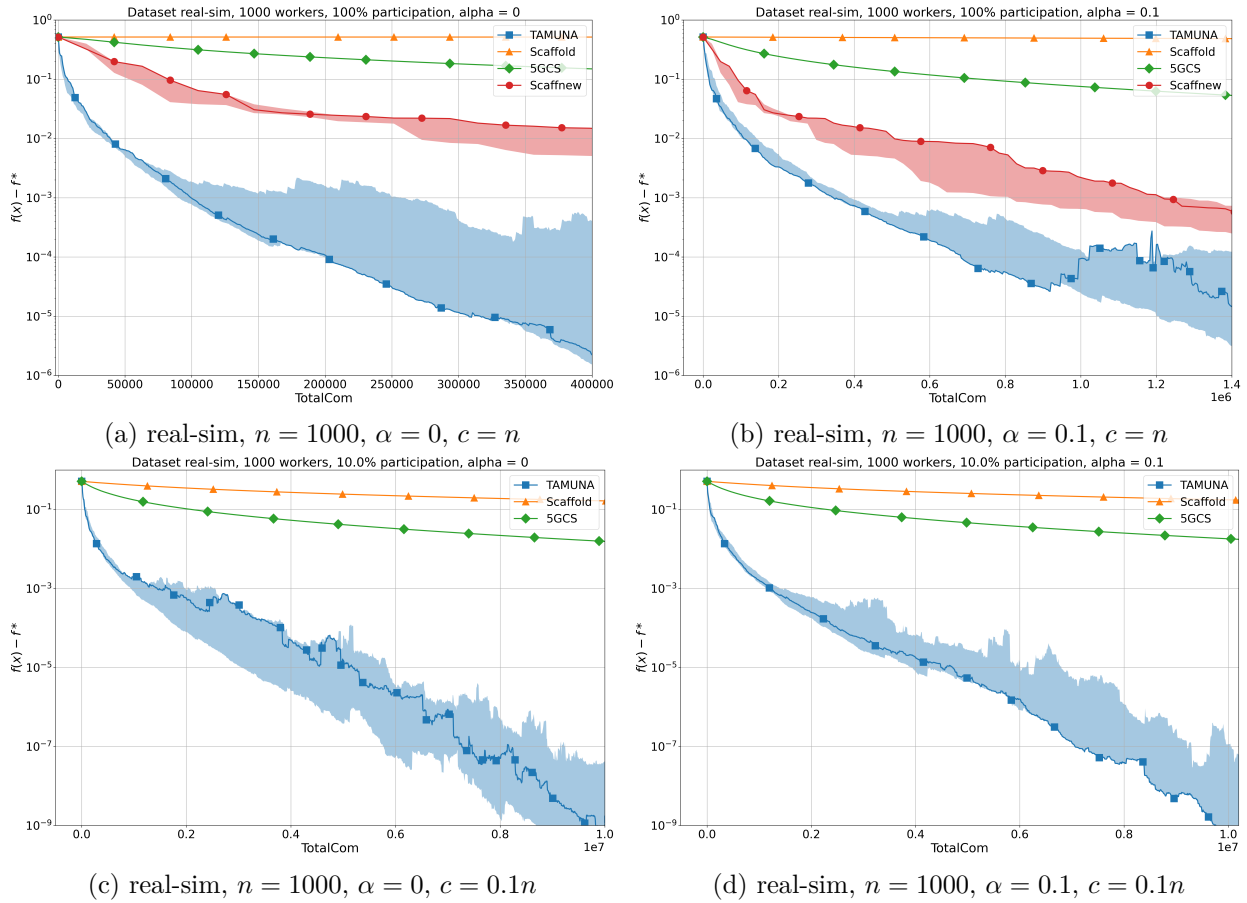 Dataset real-sim, 1000 workers, 100% participation, alpha = 0
10⁰
10⁻¹
10⁻²
10⁻³
10⁻⁴
10⁻⁵
10⁻⁶
f(x) − f*
TAMUNA
Scaffold
5GCS
Scaffnew
0 50000 100000 150000 200000 250000 300000 350000 400000
TotalCom
(a) real-sim, n = 1000, α = 0, c = n
Dataset real-sim, 1000 workers, 100% participation, alpha = 0.1
10⁰
10⁻¹
10⁻²
10⁻³
10⁻⁴
10⁻⁵
10⁻⁶
f(x) − f*
TAMUNA
Scaffold
5GCS
Scaffnew
0.0 0.2 0.4 0.6 0.8 1.0 1.2 1.4
1e6
TotalCom
(b) real-sim, n = 1000, α = 0.1, c = n
Dataset real-sim, 1000 workers, 10.0% participation, alpha = 0
10⁻¹
10⁻³
10⁻⁵
10⁻⁷
10⁻⁹
f(x) − f*
TAMUNA
Scaffold
5GCS
0.0 0.2 0.4 0.6 0.8 1.0
1e7
TotalCom
(c) real-sim, n = 1000, α = 0, c = 0.1n
Dataset real-sim, 1000 workers, 10.0% participation, alpha = 0.1
10⁻¹
10⁻³
10⁻⁵
10⁻⁷
10⁻⁹
f(x) − f*
TAMUNA
Scaffold
5GCS
0.0 0.2 0.4 0.6 0.8 1.0
1e7
TotalCom
(d) real-sim, n = 1000, α = 0.1, c = 0.1n